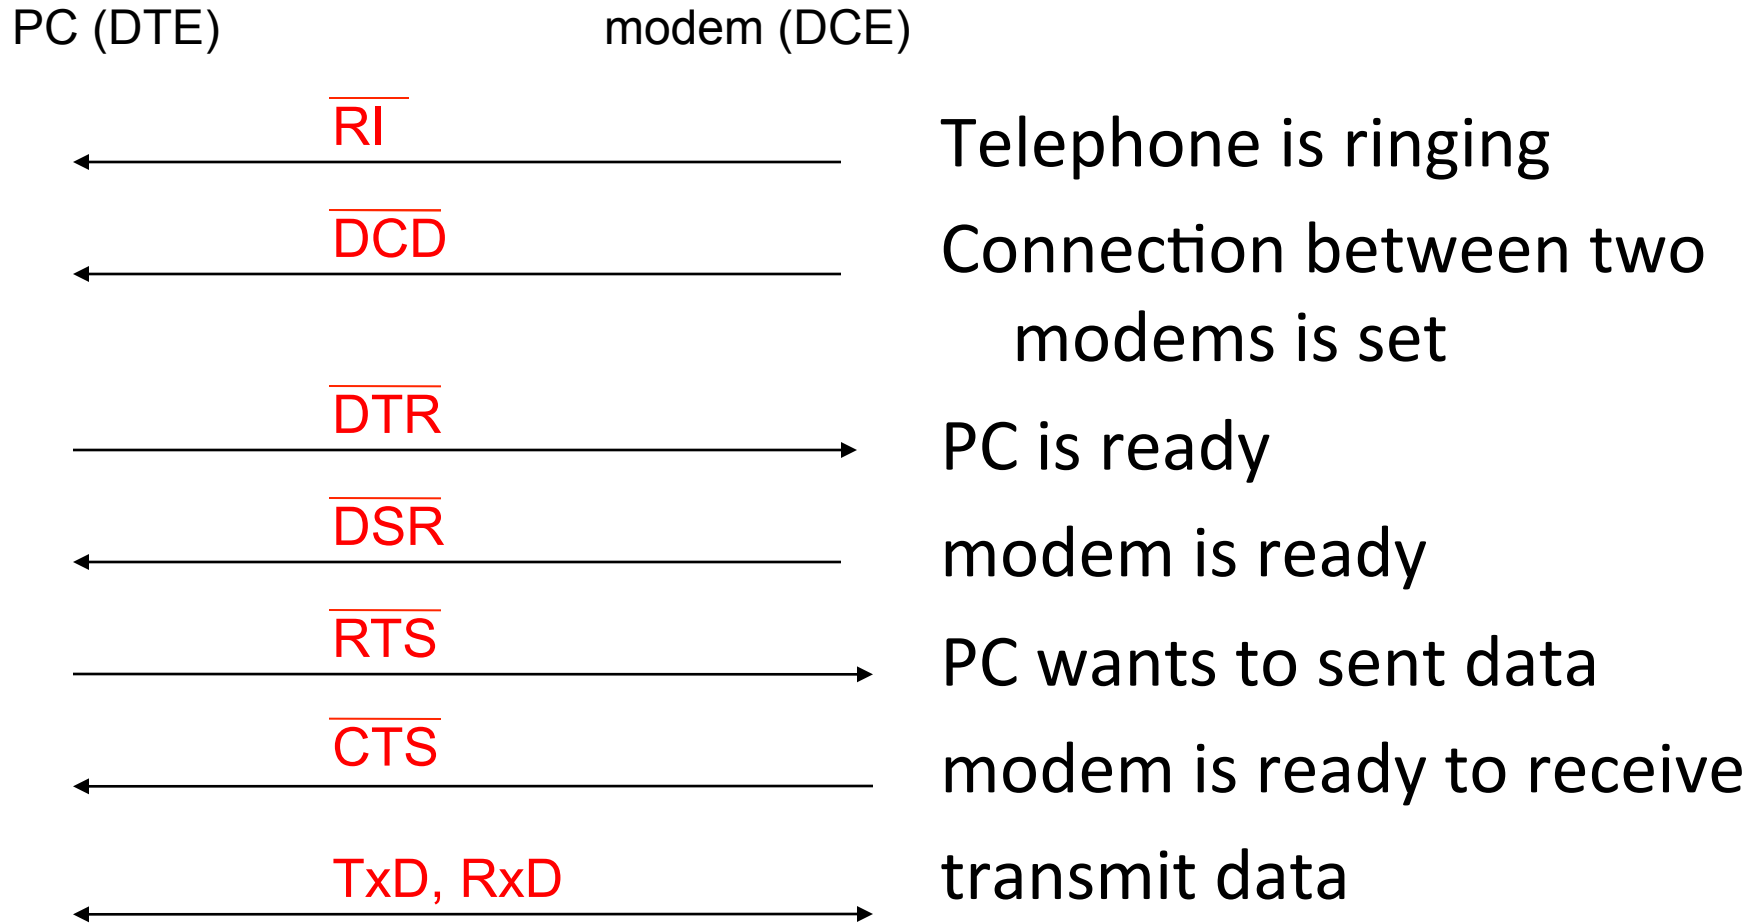 PC (DTE) modem (DCE)
RI
Telephone is ringing
DCD
Connection between two
modems is set
DTR
PC is ready
DSR
modem is ready
RTS
PC wants to sent data
CTS
modem is ready to receive
TxD, RxD
transmit data